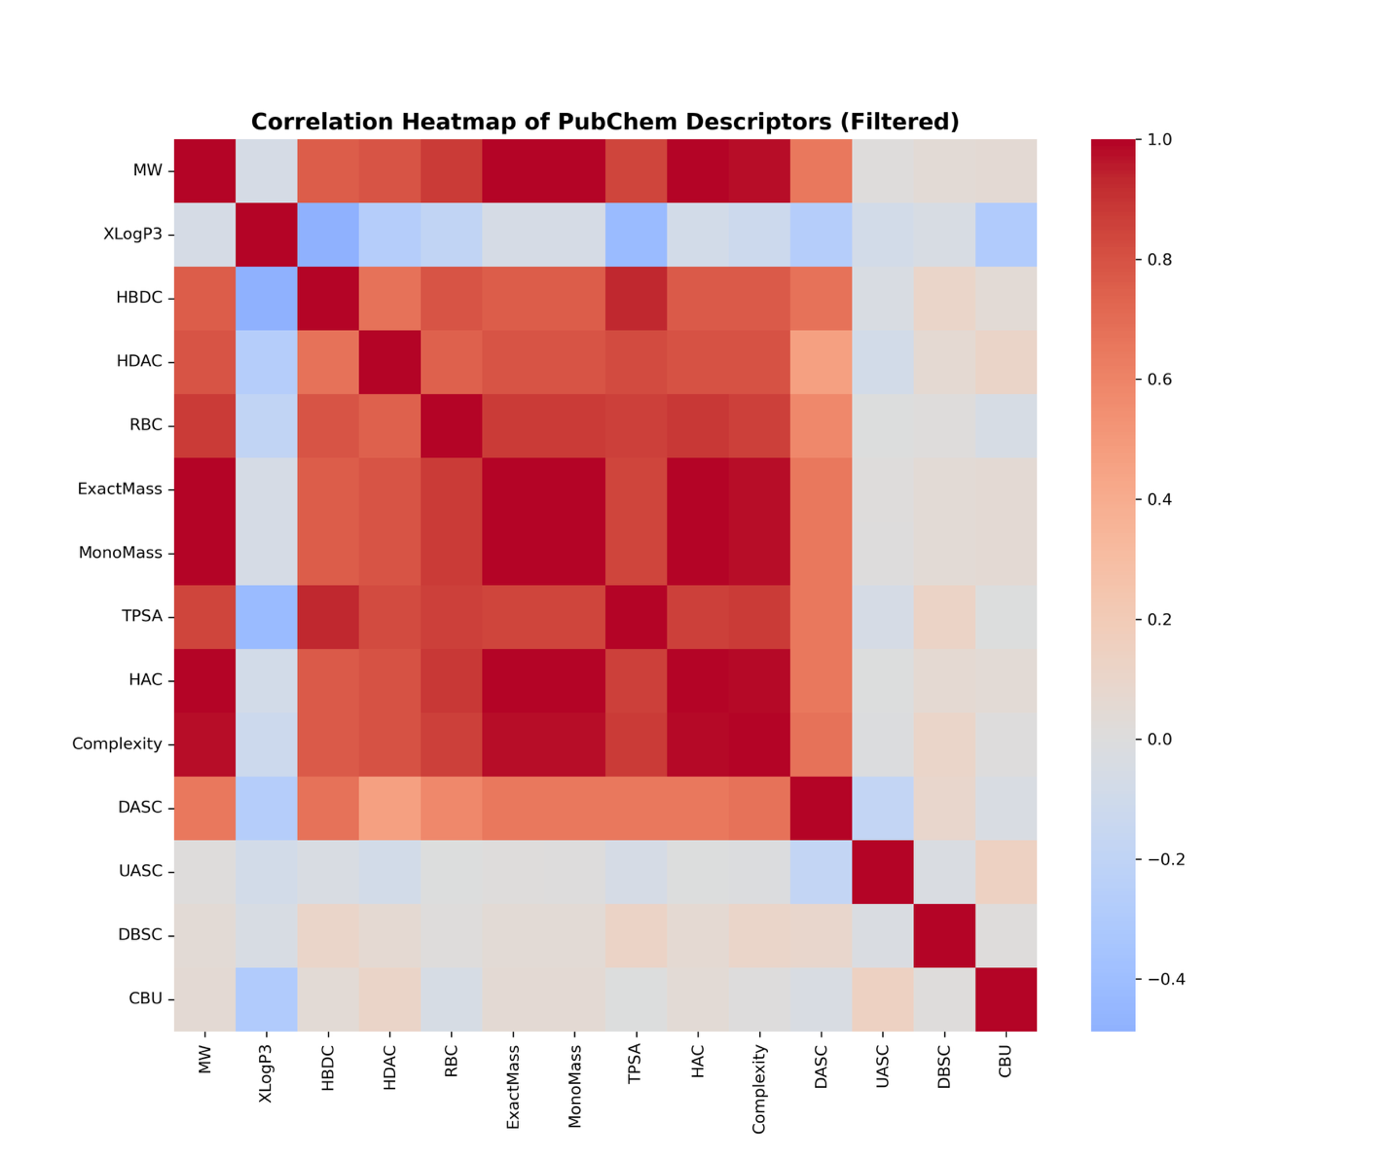 Correlation Heatmap of PubChem Descriptors (Filtered)
MW
XLogP3
HBDC
HDAC
RBC
ExactMass
MonoMass
TPSA
HAC
Complexity
DASC
UASC
DBSC
CBU
MW
XLogP3
HBDC
HDAC
RBC
ExactMass
MonoMass
TPSA
HAC
Complexity
DASC
UASC
DBSC
CBU
1.0
0.8
0.6
0.4
0.2
0.0
−0.2
−0.4